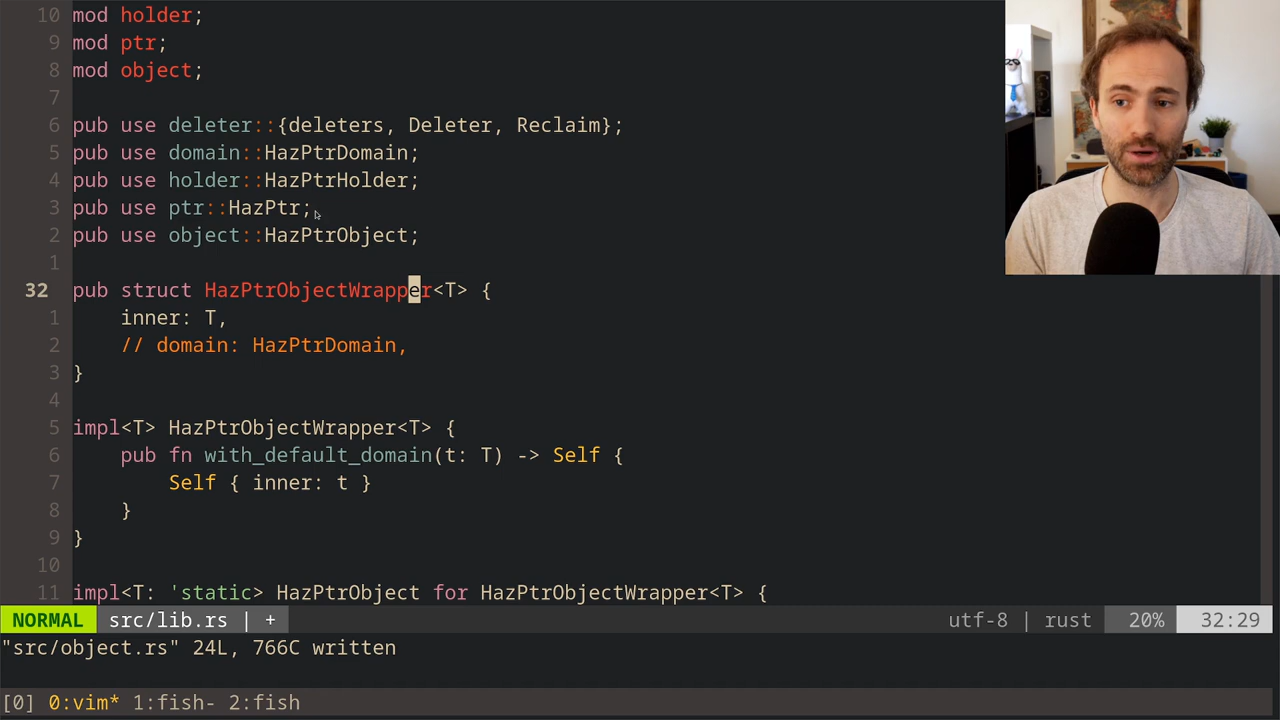 10 mod holder;
9 mod ptr;
8 mod object;
7
6 pub use deleter::{deleters, Deleter, Reclaim};
5 pub use domain::HazPtrDomain;
4 pub use holder::HazPtrHolder;
3 pub use ptr::HazPtr;
2 pub use object::HazPtrObject;
1
32 pub struct HazPtrObjectWrapper<T> {
1     inner: T,
2     // domain: HazPtrDomain,
3 }
4
5 impl<T> HazPtrObjectWrapper<T> {
6     pub fn with_default_domain(t: T) -> Self {
7         Self { inner: t }
8     }
9 }
10
11 impl<T: 'static> HazPtrObject for HazPtrObjectWrapper<T> {
NORMAL src/lib.rs | + utf-8 | rust 20% 32:29
"src/object.rs" 24L, 766C written
[0] 0:vim* 1:fish- 2:fish